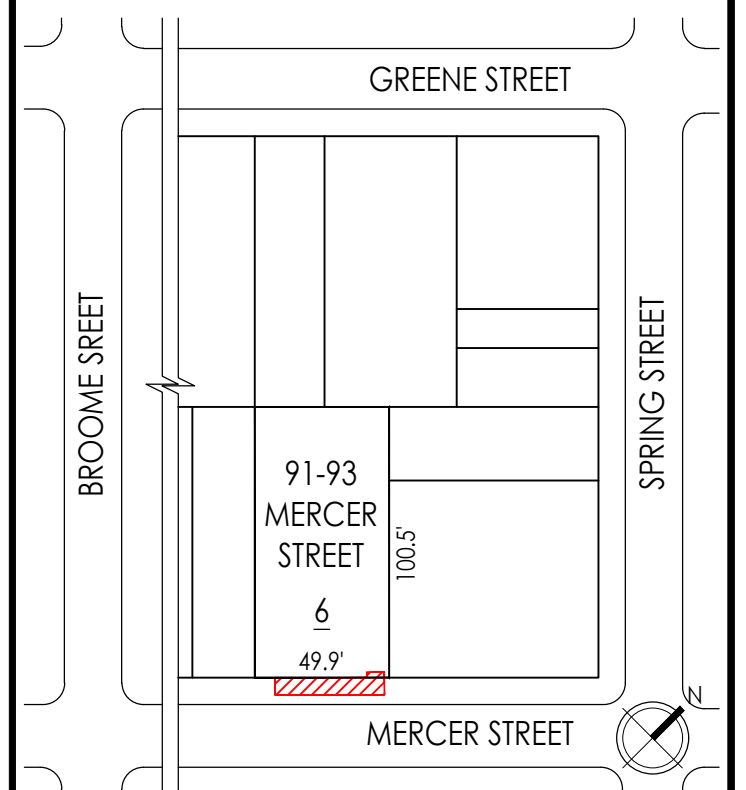 GREENE STREET
BROOME SREET
SPRING STREET
91-93
MERCER
STREET
6
49.9'
100.5'
MERCER STREET
N